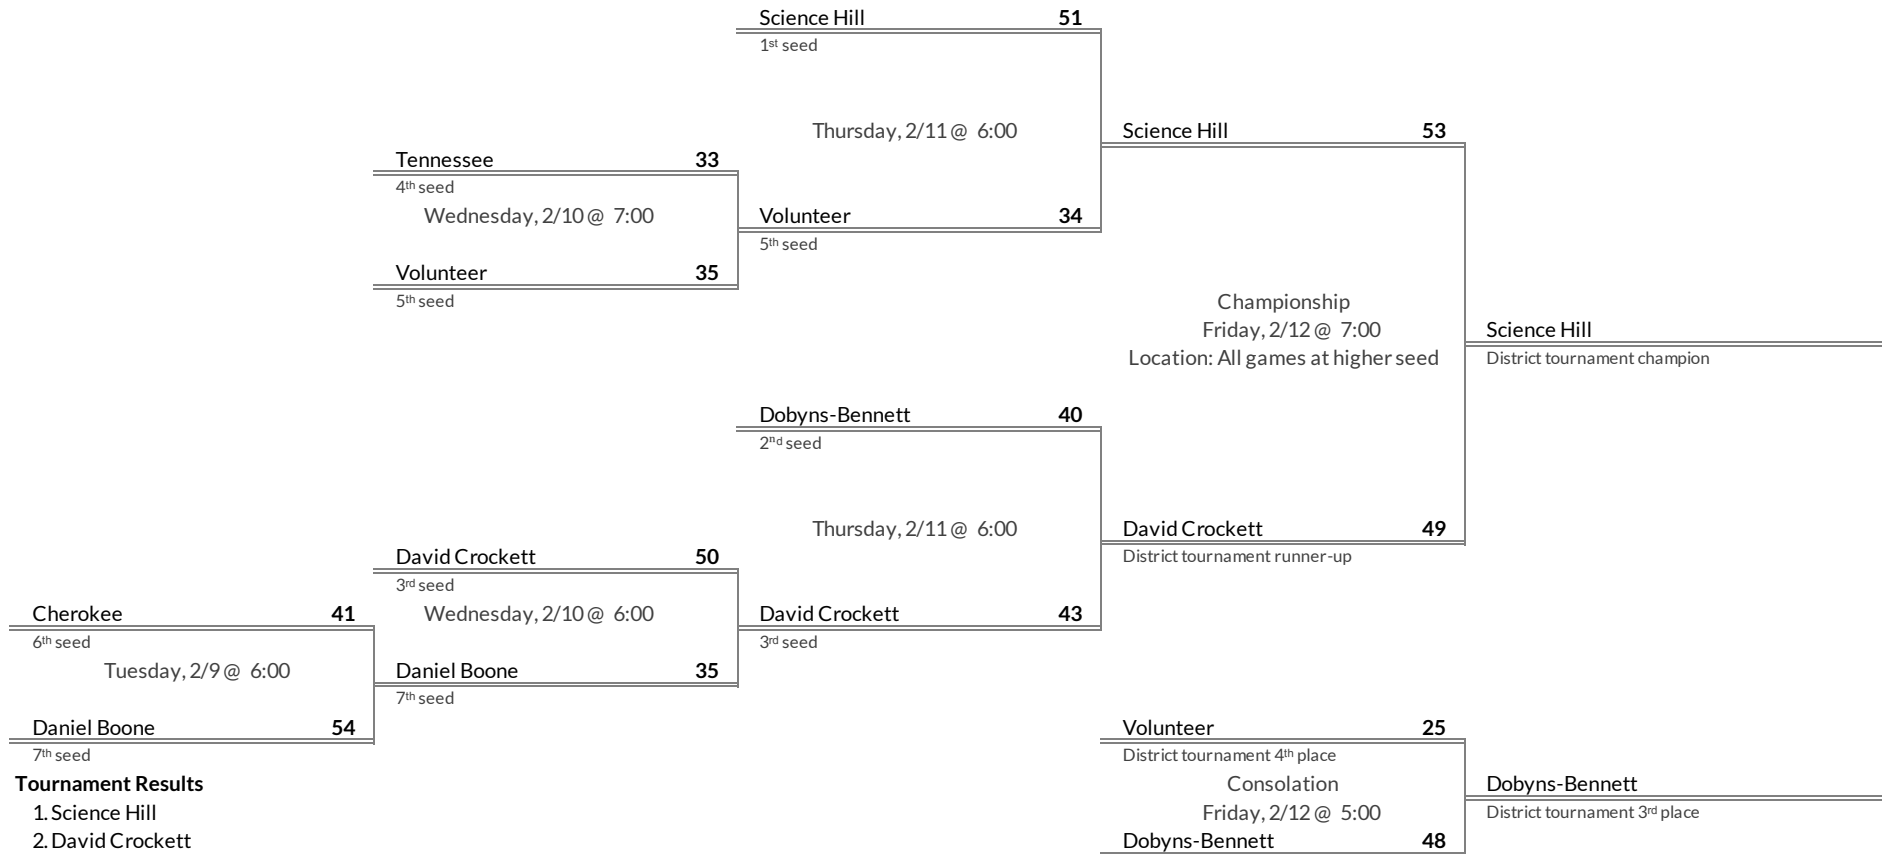 Science Hill 51
1st seed
Thursday, 2/11 @ 6:00
Science Hill 53
Tennessee 33
4th seed
Wednesday, 2/10 @ 7:00
Volunteer 34
5th seed
Volunteer 35
5th seed
Championship
Friday, 2/12 @ 7:00
Location: All games at higher seed
Science Hill
District tournament champion
Dobyns-Bennett 40
2nd seed
Thursday, 2/11 @ 6:00
David Crockett 49
District tournament runner-up
David Crockett 50
3rd seed
Wednesday, 2/10 @ 6:00
Cherokee 41
6th seed
David Crockett 43
3rd seed
Tuesday, 2/9 @ 6:00
Daniel Boone 35
7th seed
Daniel Boone 54
7th seed
Volunteer 25
District tournament 4th place
Consolation
Friday, 2/12 @ 5:00
Dobyns-Bennett
District tournament 3rd place
Dobyns-Bennett 48
Tournament Results
1. Science Hill
2. David Crockett